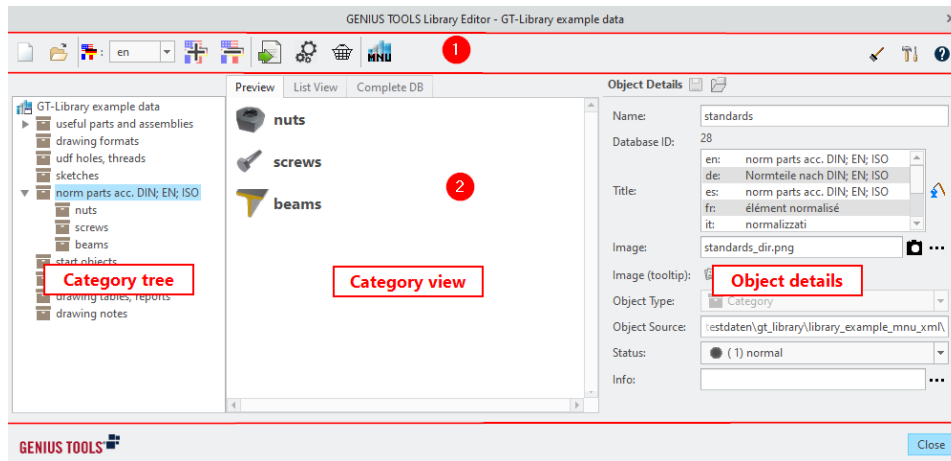 GENIUS TOOLS Library Editor - GT-Library example data
en
MNU
1
?
Preview
List View
Complete DB
Object Details
GT-Library example data
useful parts and assemblies
drawing formats
udf holes, threads
sketches
norm parts acc. DIN; EN; ISO
nuts
screws
beams
start objects
Category tree
drawing tables, reports
drawing notes
nuts
screws
2
beams
Category view
Name: standards
Database ID: 28
Title:
en: norm parts acc. DIN; EN; ISO
de: Normteile nach DIN; EN; ISO
es: norm parts acc. DIN; EN; ISO
fr: élément normalisé
it: normalizzati
Image: standards_dir.png
Image (tooltip):
Object details
Object Type: Category
Object Source: testdaten\gt_library\library_example_mnu_xml\
Status: ( 1) normal
Info:
GENIUS TOOLS
Close